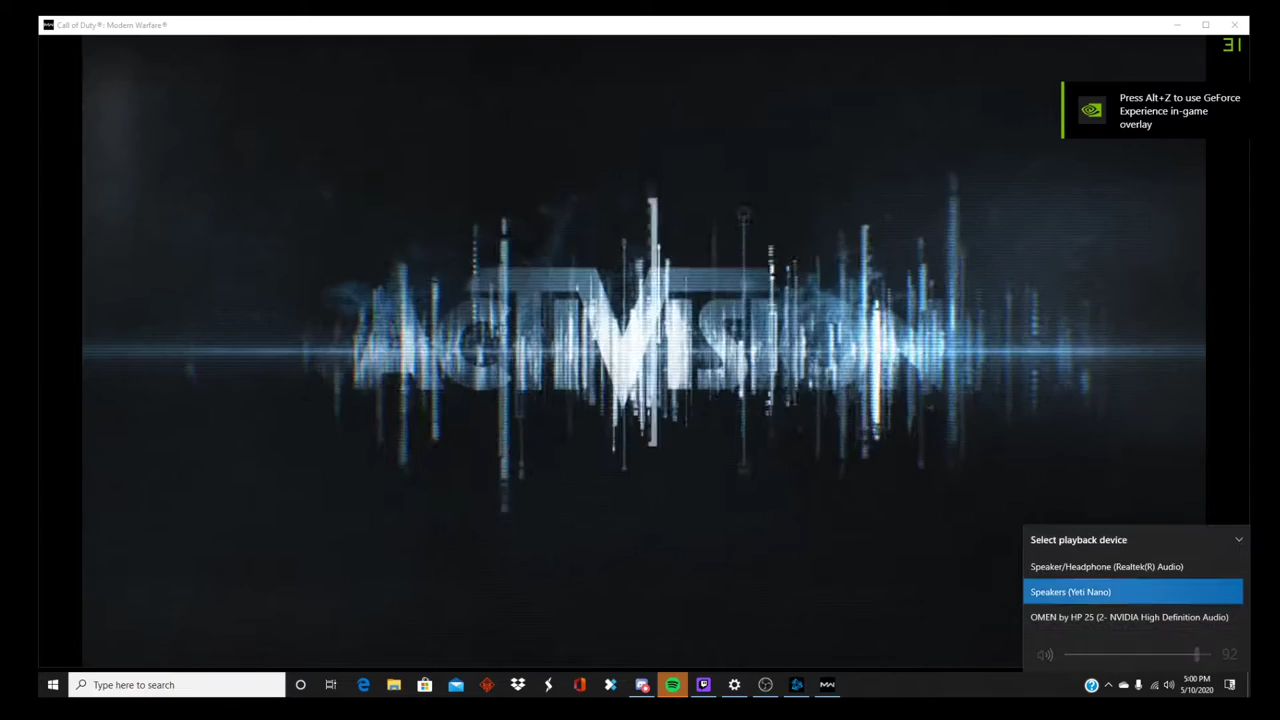 Call of Duty®: Modern Warfare®
31
Press Alt+Z to use GeForce
Experience in-game
overlay
ACTIVISION
Select playback device
Speaker/Headphone (Realtek(R) Audio)
Speakers (Yeti Nano)
OMEN by HP 25 (2- NVIDIA High Definition Audio)
92
Type here to search
5:00 PM
5/10/2020